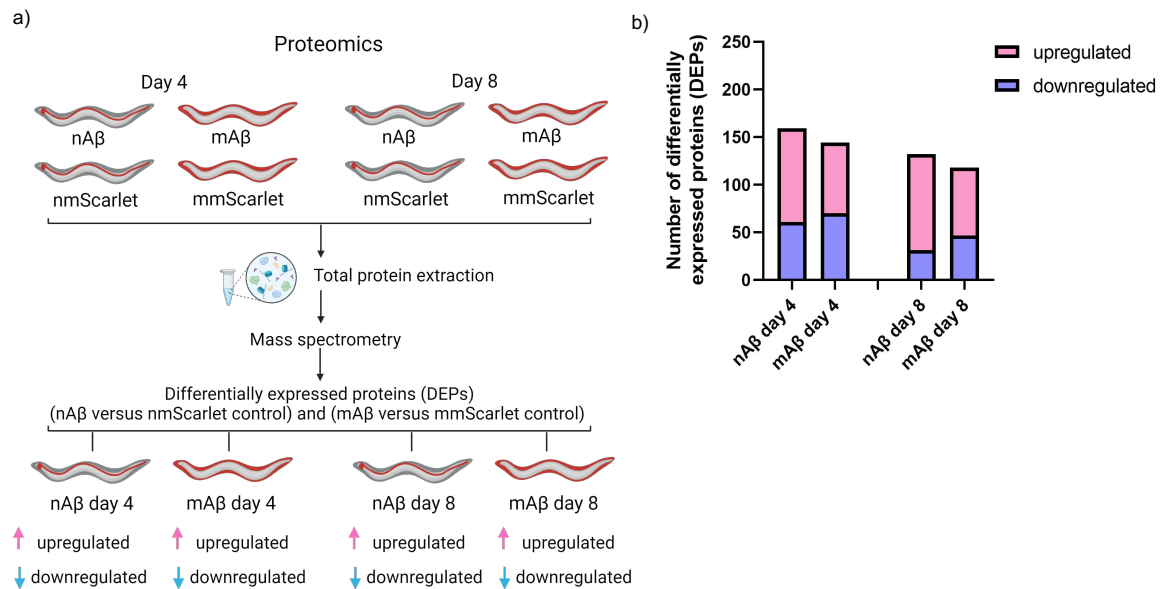 a)
Proteomics
Day 4
Day 8
nAβ
mAβ
nAβ
mAβ
nmScarlet
mmScarlet
nmScarlet
mmScarlet
Total protein extraction
Mass spectrometry
Differentially expressed proteins (DEPs)
(nAβ versus nmScarlet control) and (mAβ versus mmScarlet control)
nAβ day 4
mAβ day 4
nAβ day 8
mAβ day 8
upregulated
upregulated
upregulated
upregulated
downregulated
downregulated
downregulated
downregulated
b)
Number of differentially
expressed proteins (DEPs)
250
200
150
100
50
0
nAβ day 4
mAβ day 4
nAβ day 8
mAβ day 8
upregulated
downregulated